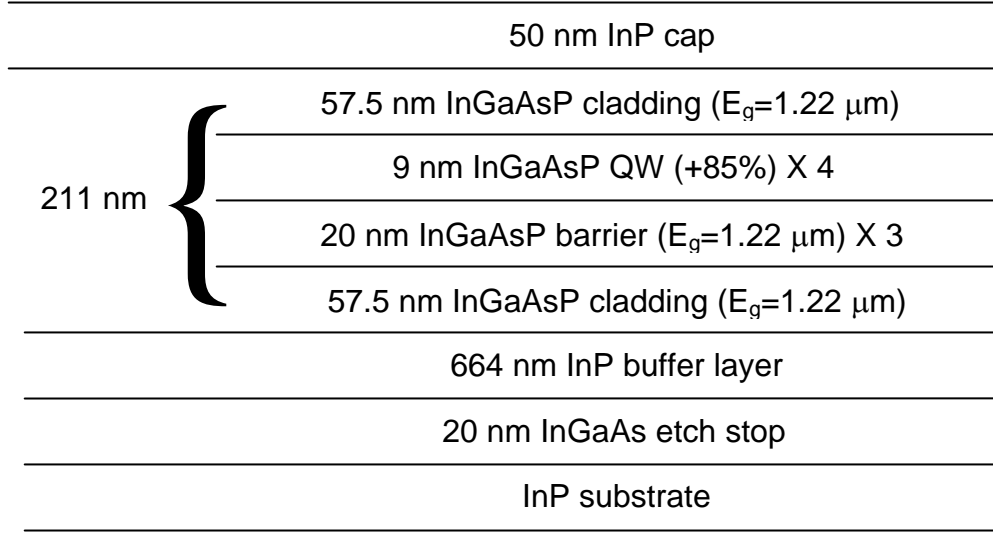 50 nm InP cap
57.5 nm InGaAsP cladding (Eg=1.22 μm)
9 nm InGaAsP QW (+85%) X 4
211 nm
20 nm InGaAsP barrier (Eg=1.22 μm) X 3
57.5 nm InGaAsP cladding (Eg=1.22 μm)
664 nm InP buffer layer
20 nm InGaAs etch stop
InP substrate